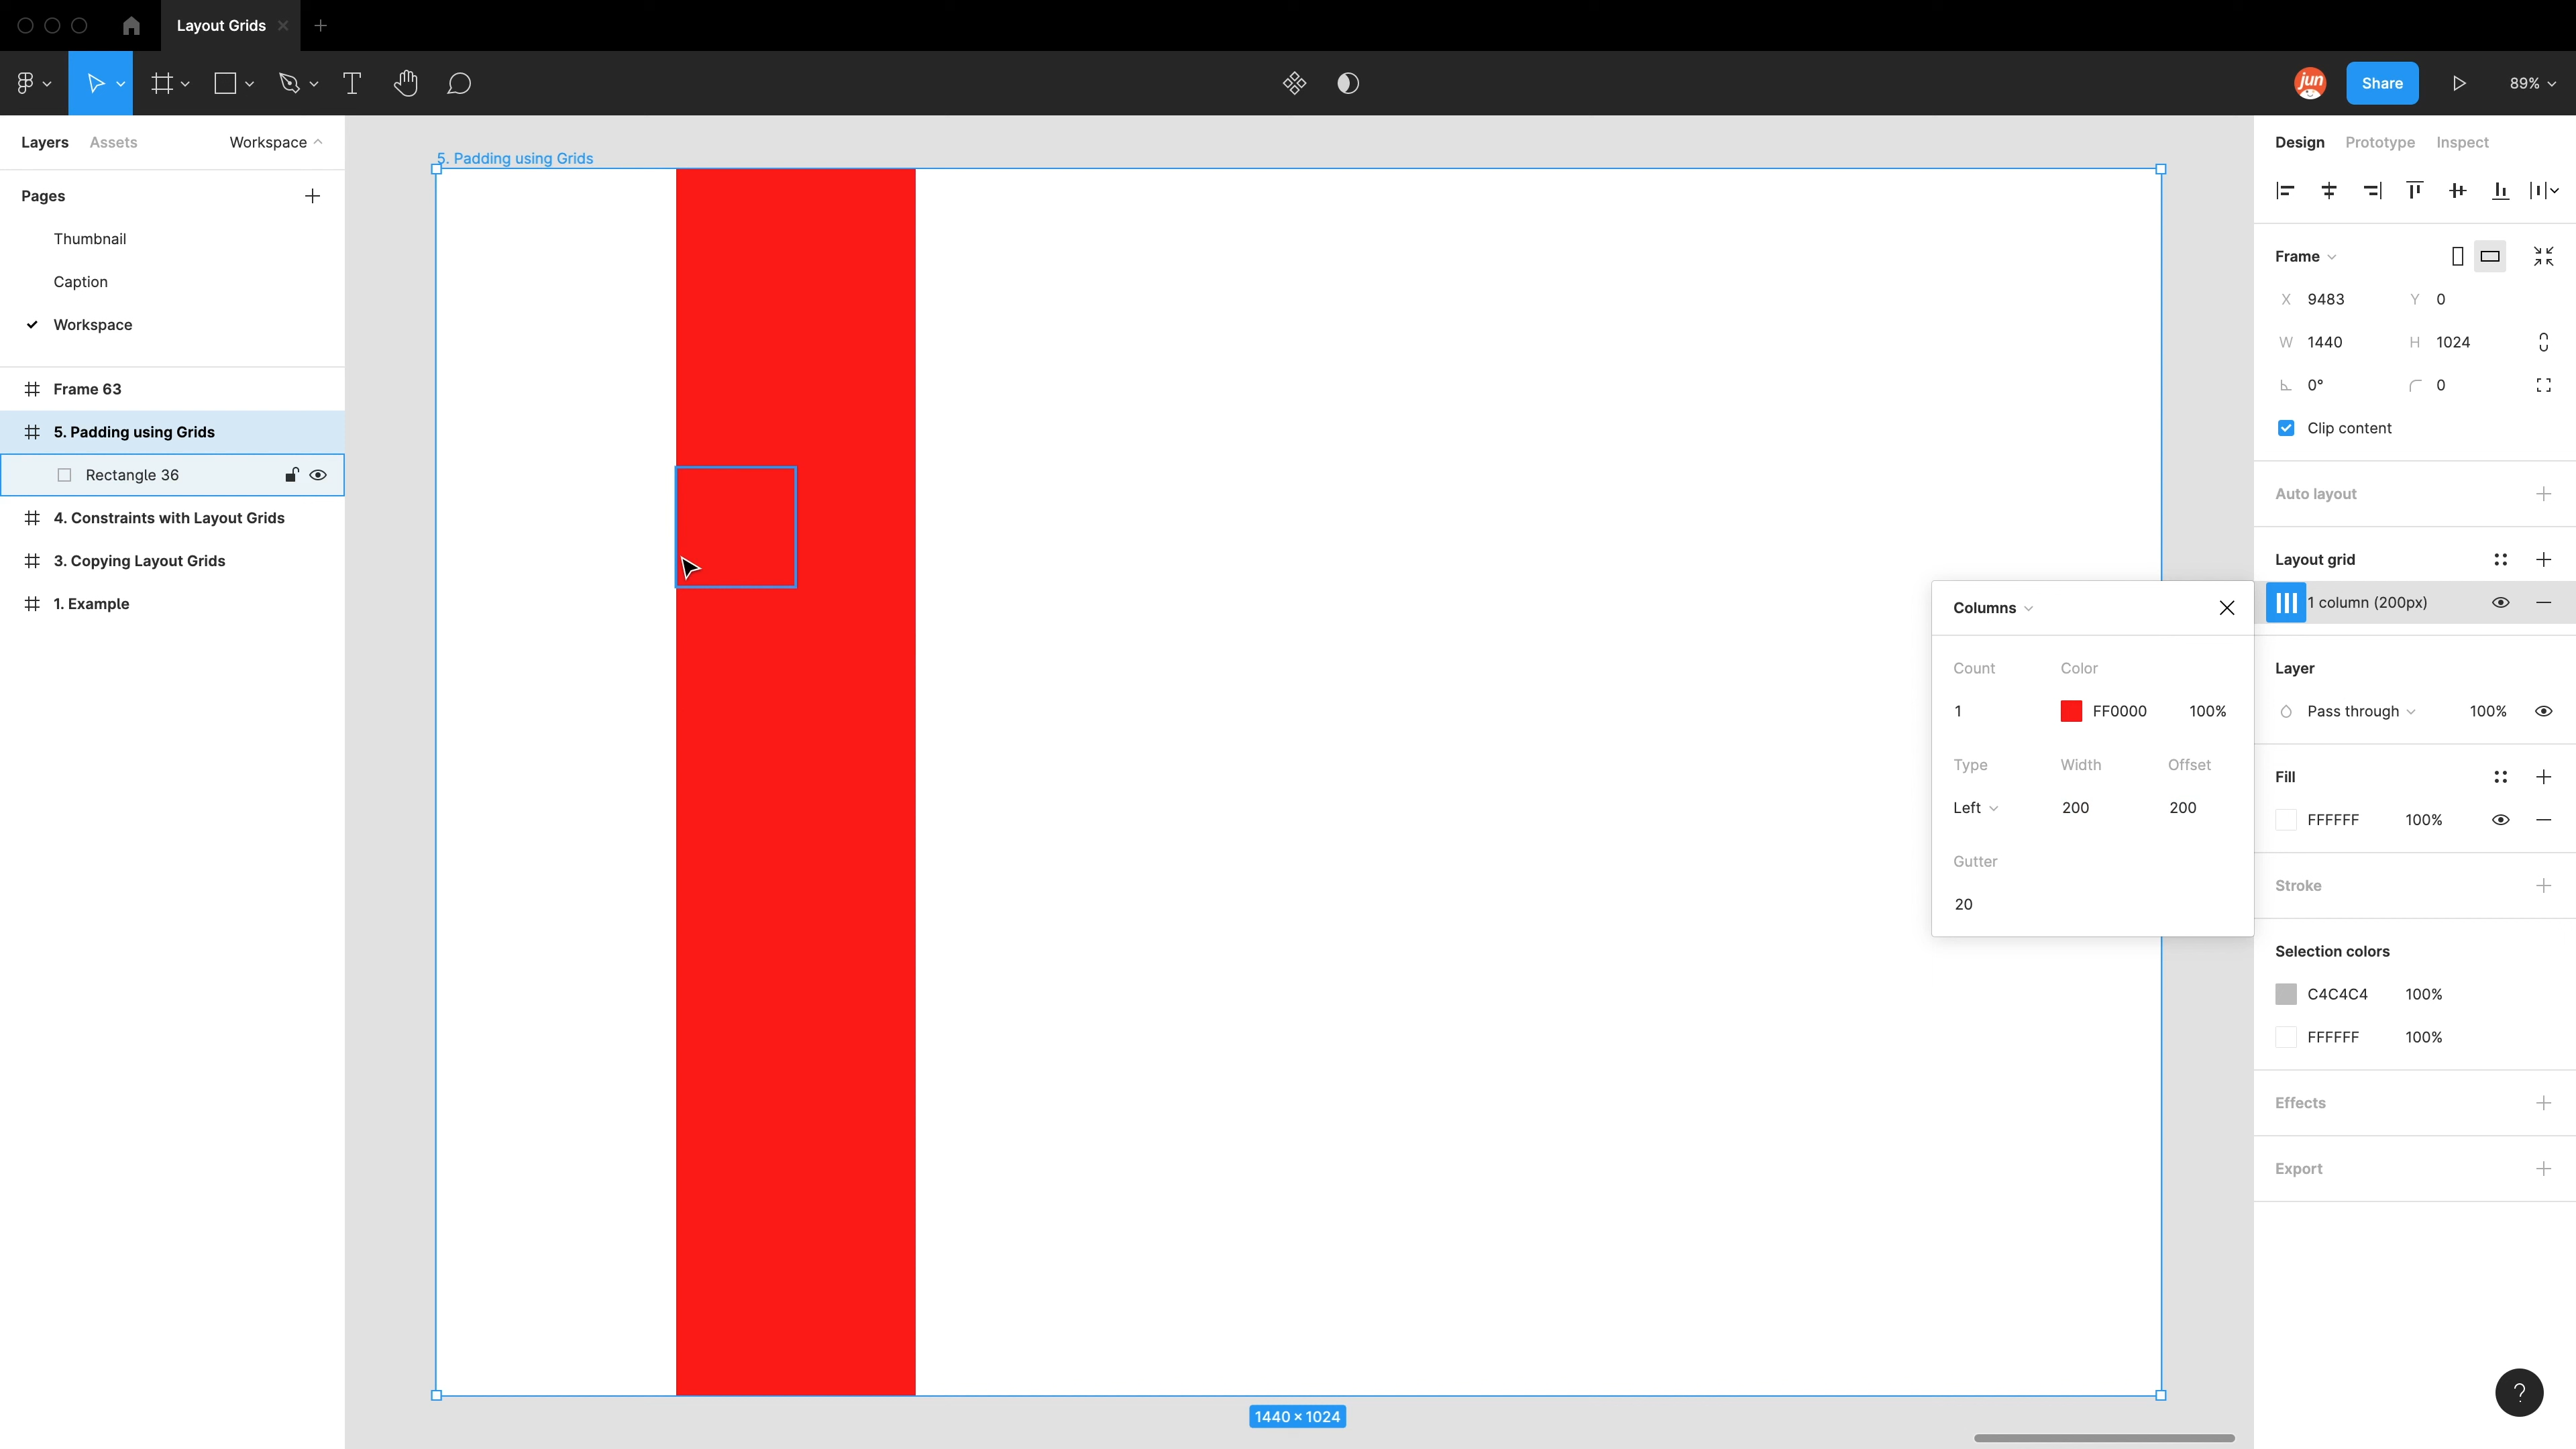 Layout Grids
jun
Share
89%
Layers Assets Workspace
Pages
Thumbnail
Caption
Workspace
Frame 63
5. Padding using Grids
Rectangle 36
4. Constraints with Layout Grids
3. Copying Layout Grids
1. Example
5. Padding using Grids
1440 × 1024
Columns
Count Color
1 FF0000 100%
Type Width Offset
Left 200 200
Gutter
20
Design Prototype Inspect
Frame
X 9483 Y 0
W 1440 H 1024
0° 0
Clip content
Auto layout
Layout grid
1 column (200px)
Layer
Pass through 100%
Fill
FFFFFF 100%
Stroke
Selection colors
C4C4C4 100%
FFFFFF 100%
Effects
Export
?